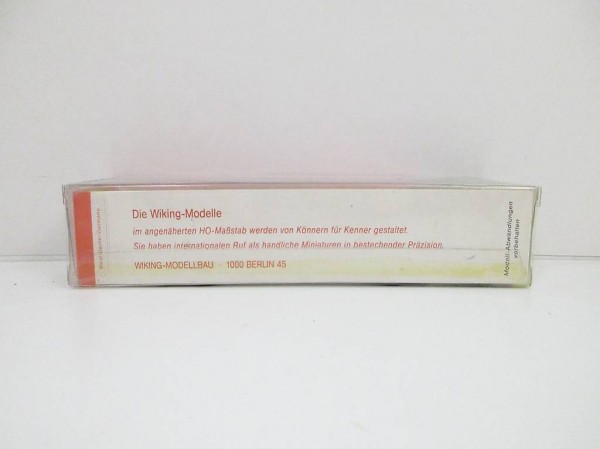 Die Wiking-Modelle
im angenäherten HO-Maßstab werden von Könnern für Kenner gestaltet.
Sie haben internationalen Ruf als handliche Miniaturen in bestechender Präzision.
WIKING-MODELLBAU · 1000 BERLIN 45
Modell-Abwandlungen
vorbehalten